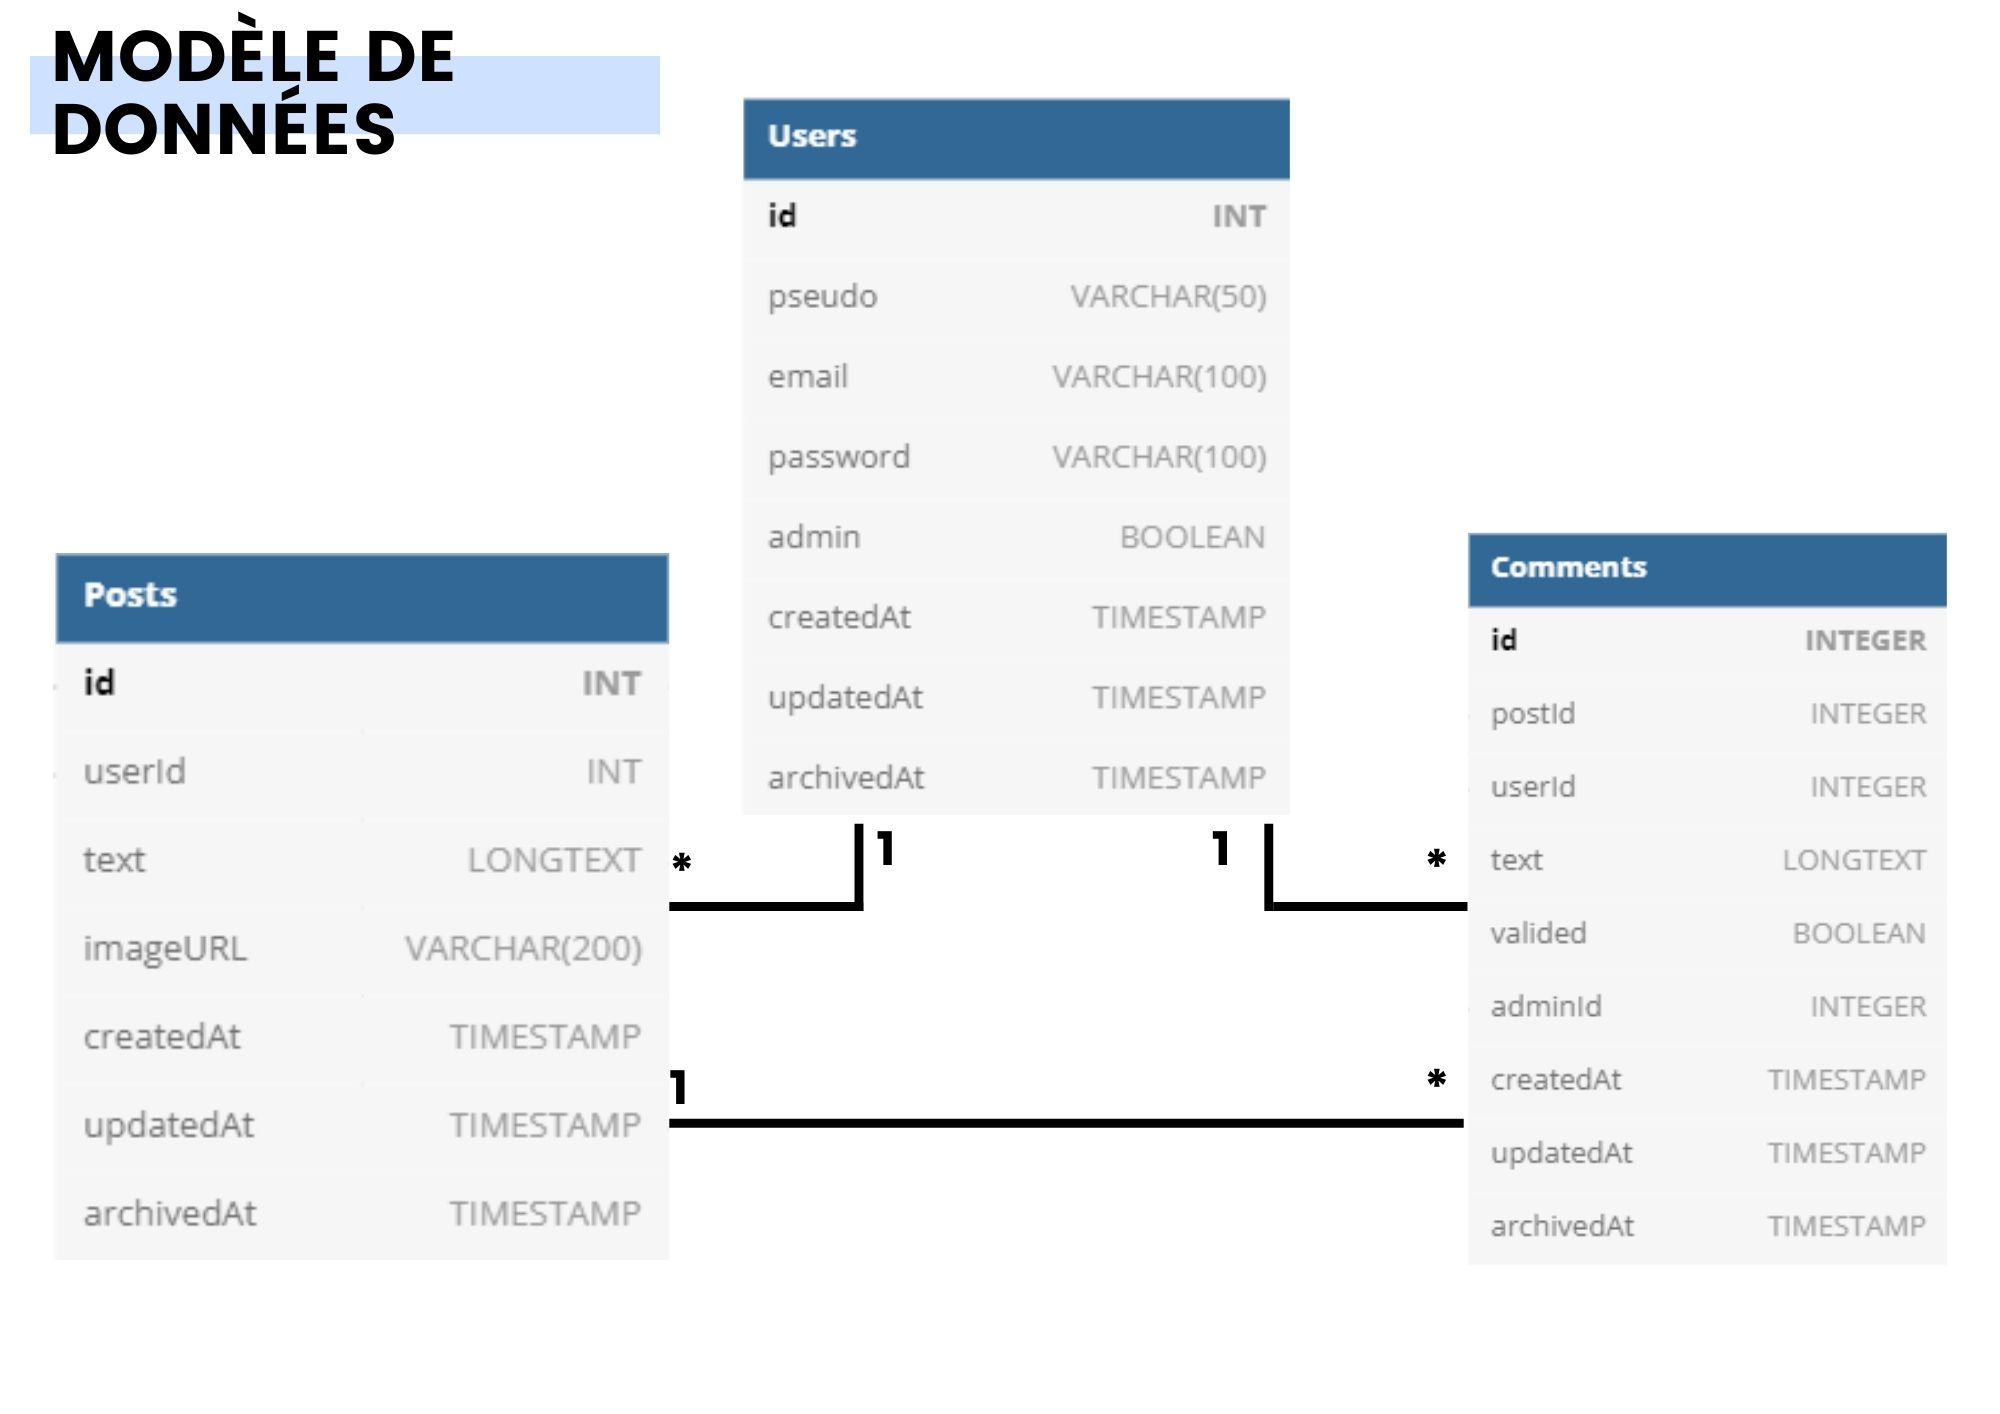 MODÈLE DE
DONNÉES
Users
id INT
pseudo VARCHAR(50)
email VARCHAR(100)
password VARCHAR(100)
admin BOOLEAN
createdAt TIMESTAMP
updatedAt TIMESTAMP
archivedAt TIMESTAMP
1 1
Posts
id INT
userId INT
text LONGTEXT
imageURL VARCHAR(200)
createdAt TIMESTAMP
updatedAt TIMESTAMP
archivedAt TIMESTAMP
*
1
*
*
Comments
id INTEGER
postId INTEGER
userId INTEGER
text LONGTEXT
valided BOOLEAN
adminId INTEGER
createdAt TIMESTAMP
updatedAt TIMESTAMP
archivedAt TIMESTAMP